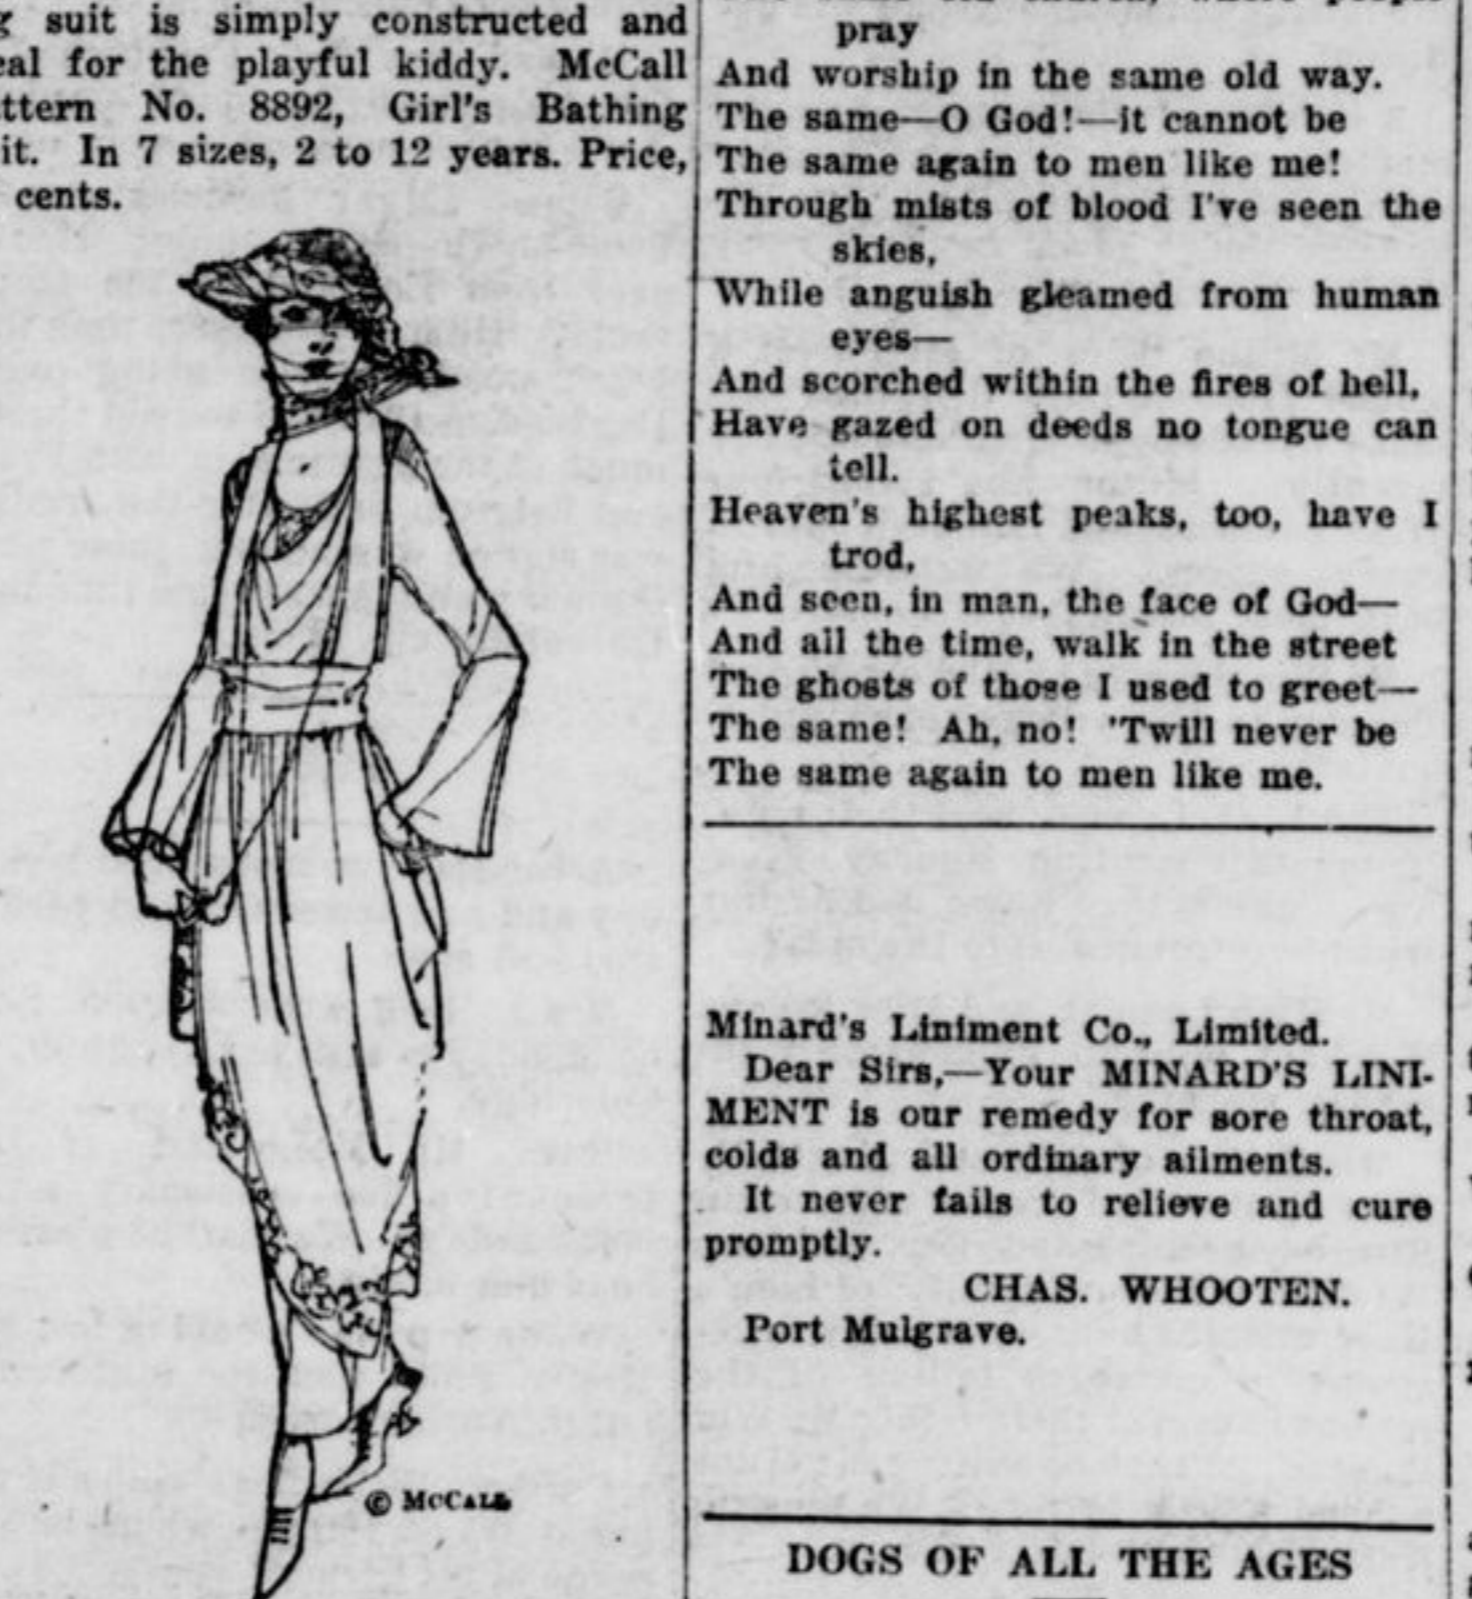 suit is simply constructed and
for the playful kiddy. McCall
No. 8892, Girl's Bathing
In 7 sizes, 2 to 12 years. Price,
cents.
© McCALL
pray
And worship in the same old way.
The same—O God!—it cannot be
The same again to men like me!
Through mists of blood I've seen the
skies,
While anguish gleamed from human
eyes—
And scorched within the fires of hell,
Have gazed on deeds no tongue can
tell.
Heaven's highest peaks, too, have I
trod,
And seen, in man, the face of God—
And all the time, walk in the street
The ghosts of those I used to greet—
The same! Ah, no! 'Twill never be
The same again to men like me.
Minard's Liniment Co., Limited.
Dear Sirs,—Your MINARD'S LINI-
MENT is our remedy for sore throat,
colds and all ordinary ailments.
It never fails to relieve and cure
promptly.
CHAS. WHOOTEN.
Port Mulgrave.
DOGS OF ALL THE AGES